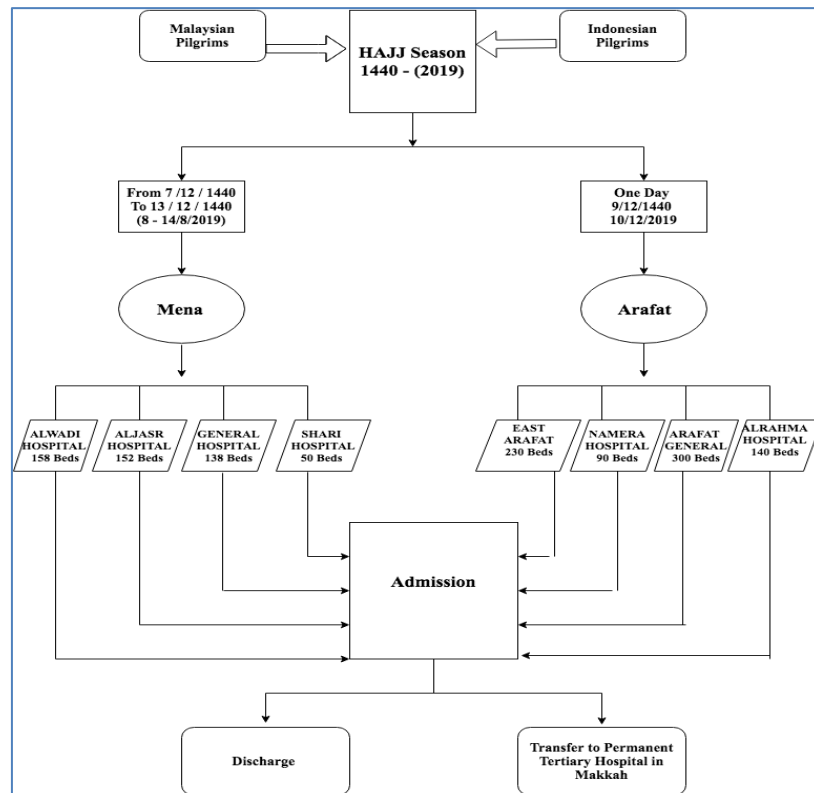 Malaysian
Pilgrims
HAJJ Season
1440 - (2019)
Indonesian
Pilgrims
From 7 /12 / 1440
To 13 / 12 / 1440
(8 - 14/8/2019)
One Day
9/12/1440
10/12/2019
Mena
Arafat
ALWADI
HOSPITAL
158 Beds
ALJASR
HOSPITAL
152 Beds
GENERAL
HOSPITAL
138 Beds
SHARI
HOSPITAL
50 Beds
EAST
ARAFAT
230 Beds
NAMERA
HOSPITAL
90 Beds
ARAFAT
GENERAL
300 Beds
ALRAHMA
HOSPITAL
140 Beds
Admission
Discharge
Transfer to Permanent
Tertiary Hospital in
Makkah